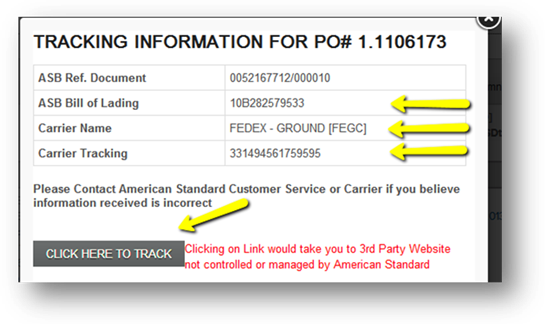 TRACKING INFORMATION FOR PO# 1.1106173
ASB Ref. Document 0052167712/000010
ASB Bill of Lading 10B282579533
Carrier Name FEDEX - GROUND [FEGC]
Carrier Tracking 331494561759595
Please Contact American Standard Customer Service or Carrier if you believe
information received is incorrect
CLICK HERE TO TRACK
Clicking on Link would take you to 3rd Party Website
not controlled or managed by American Standard